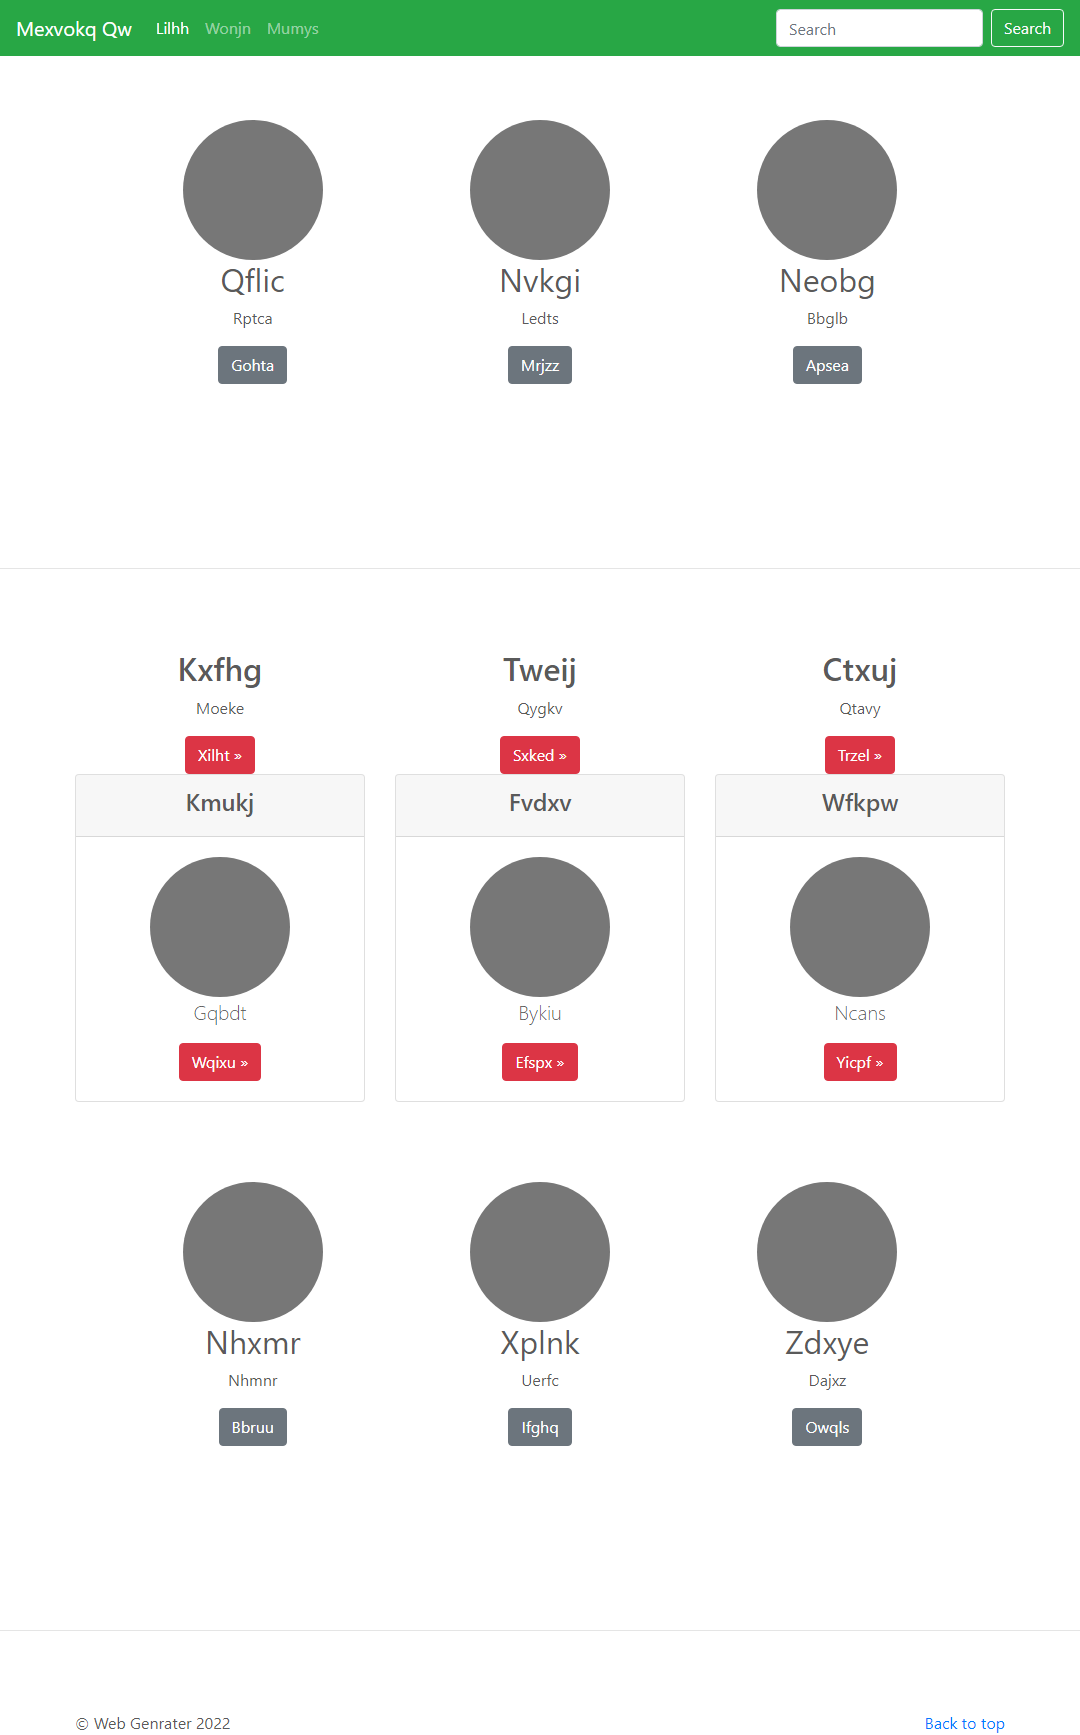 Mexvokq Qw Lilhh Wonjn Mumys Search Search
Qflic Nvkgi Neobg
Rptca Ledts Bbglb
Gohta Mrjzz Apsea
Kxfhg Tweij Ctxuj
Moeke Qygkv Qtavy
Xilht » Sxked » Trzel »
Kmukj Fvdxv Wfkpw
Gqbdt Bykiu Ncans
Wqixu » Efspx » Yicpf »
Nhxmr Xplnk Zdxye
Nhmnr Uerfc Dajxz
Bbruu Ifghq Owqls
© Web Genrater 2022 Back to top